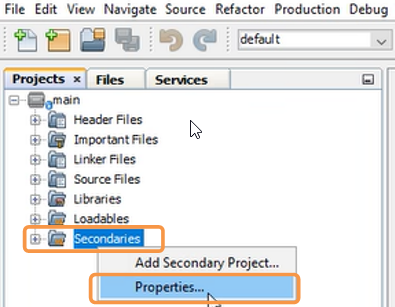 File Edit View Navigate Source Refactor Production Debug
default
Projects × Files Services
main
Header Files
Important Files
Linker Files
Source Files
Libraries
Loadables
Secondaries
Add Secondary Project...
Properties...